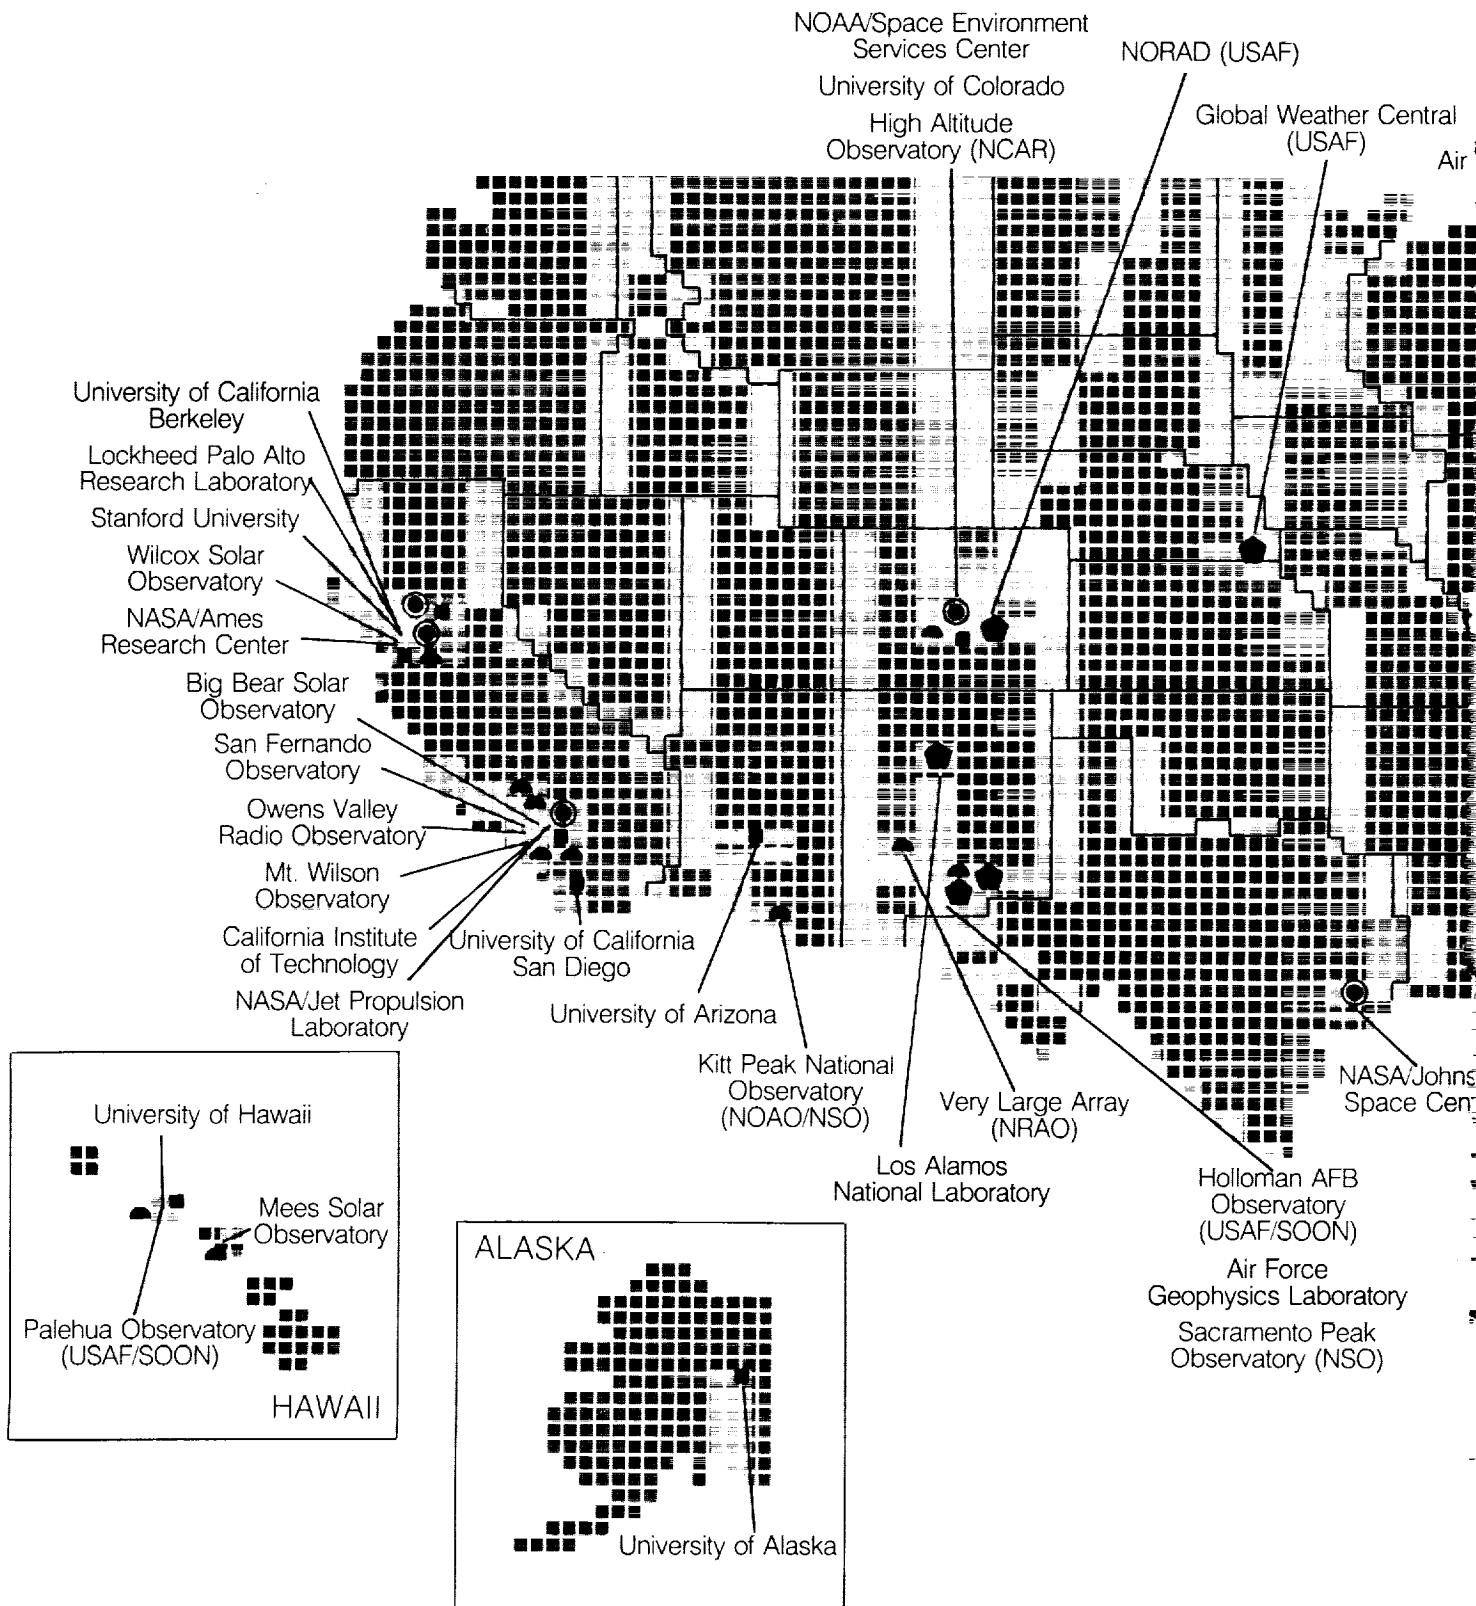 NOAA/Space Environment
Services Center
University of Colorado
High Altitude
Observatory (NCAR)
NORAD (USAF)
Global Weather Central
(USAF)
Air
University of California
Berkeley
Lockheed Palo Alto
Research Laboratory
Stanford University
Wilcox Solar
Observatory
NASA/Ames
Research Center
Big Bear Solar
Observatory
San Fernando
Observatory
Owens Valley
Radio Observatory
Mt. Wilson
Observatory
California Institute
of Technology
NASA/Jet Propulsion
Laboratory
University of California
San Diego
University of Arizona
Kitt Peak National
Observatory
(NOAO/NSO)
Very Large Array
(NRAO)
Los Alamos
National Laboratory
NASA/Johns
Space Cen
Holloman AFB
Observatory
(USAF/SOON)
Air Force
Geophysics Laboratory
Sacramento Peak
Observatory (NSO)
University of Hawaii
Mees Solar
Observatory
Palehua Observatory
(USAF/SOON)
HAWAII
ALASKA
University of Alaska